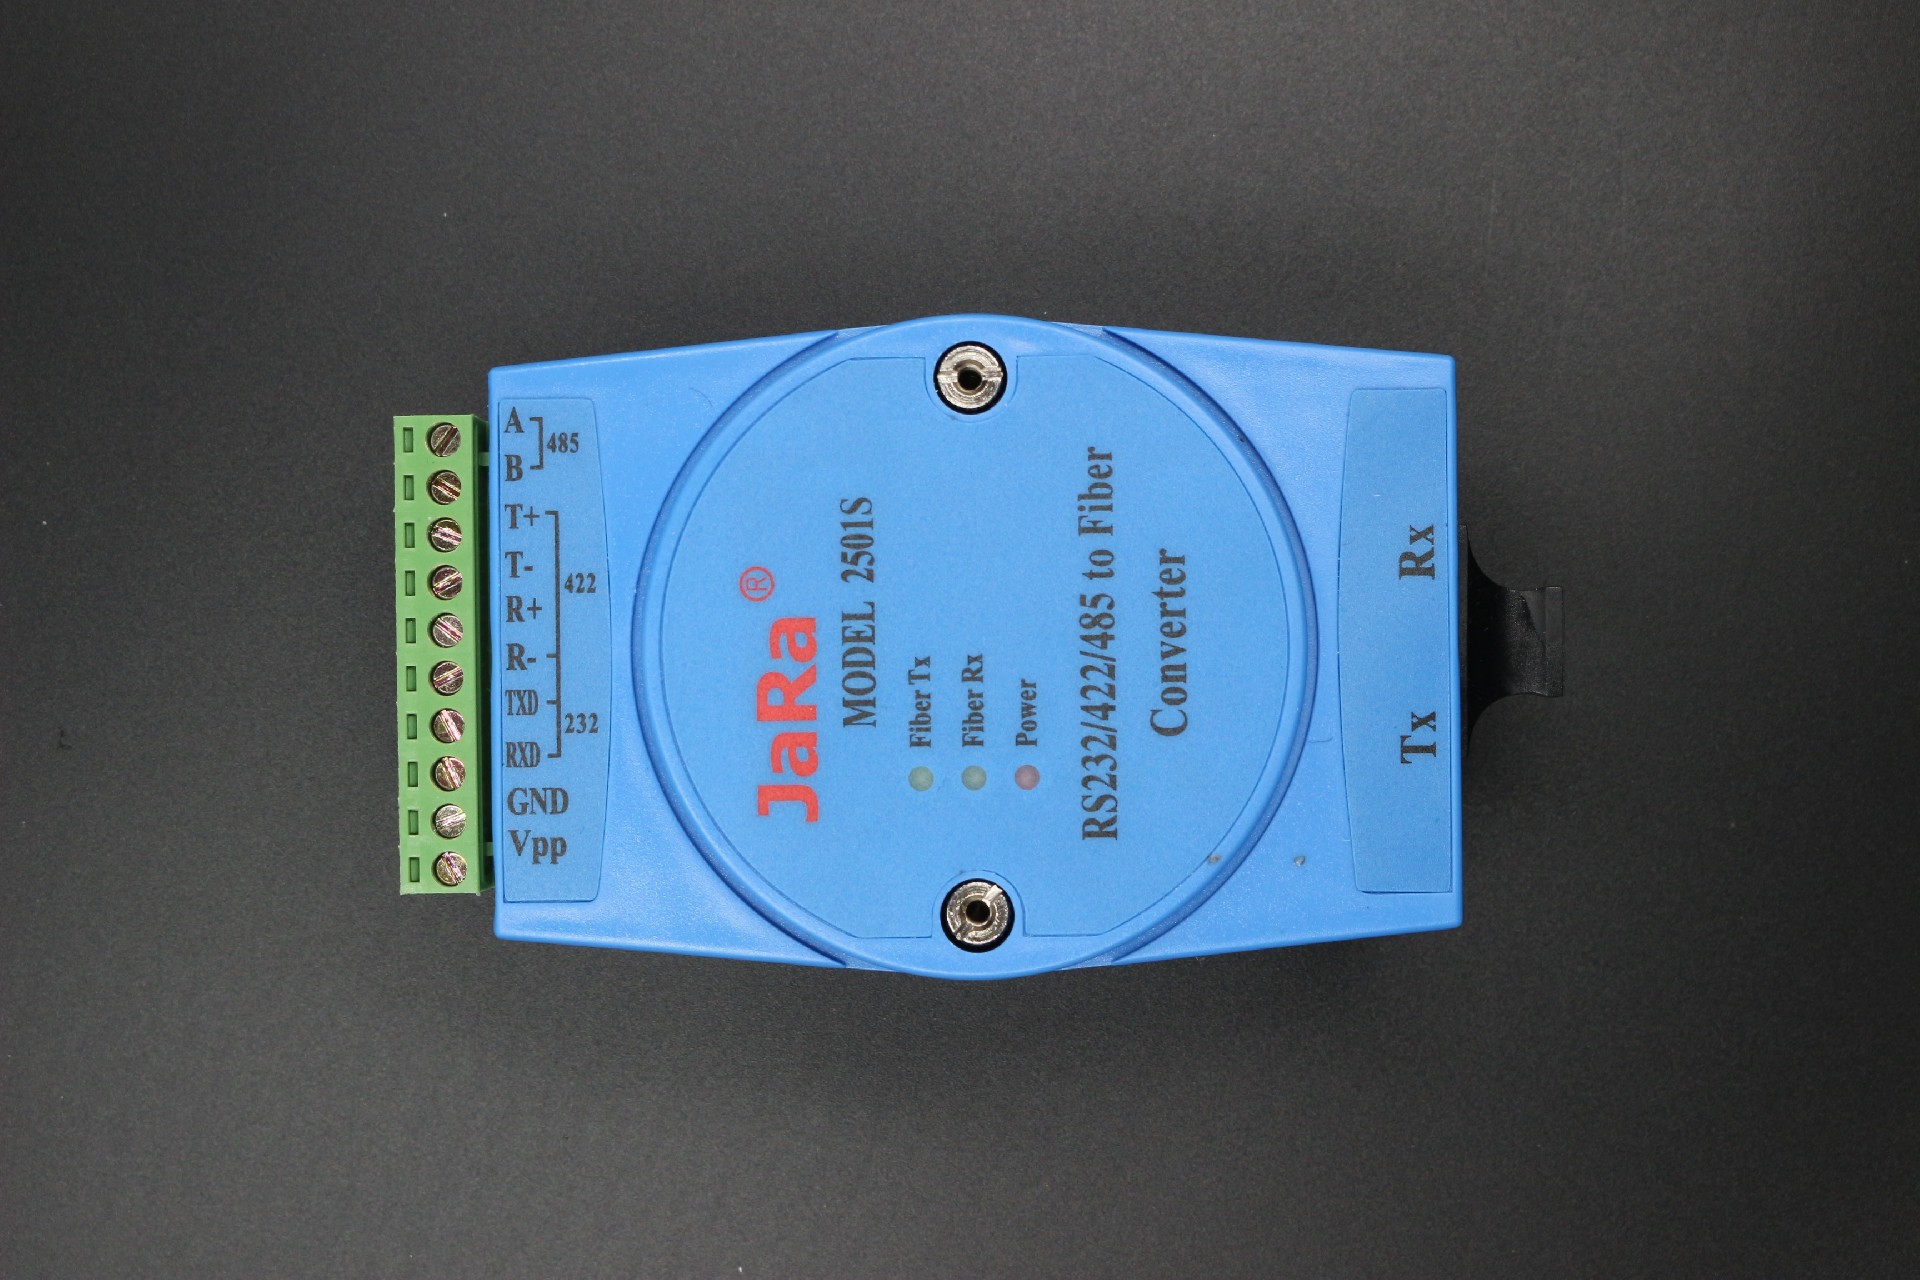 A
B
485
T+
T-
R+
R-
422
TXD
RXD
232
GND
Vpp
JaRa®
MODEL 2501S
Fiber Tx
Fiber Rx
Power
RS232/422/485 to Fiber
Converter
Tx Rx